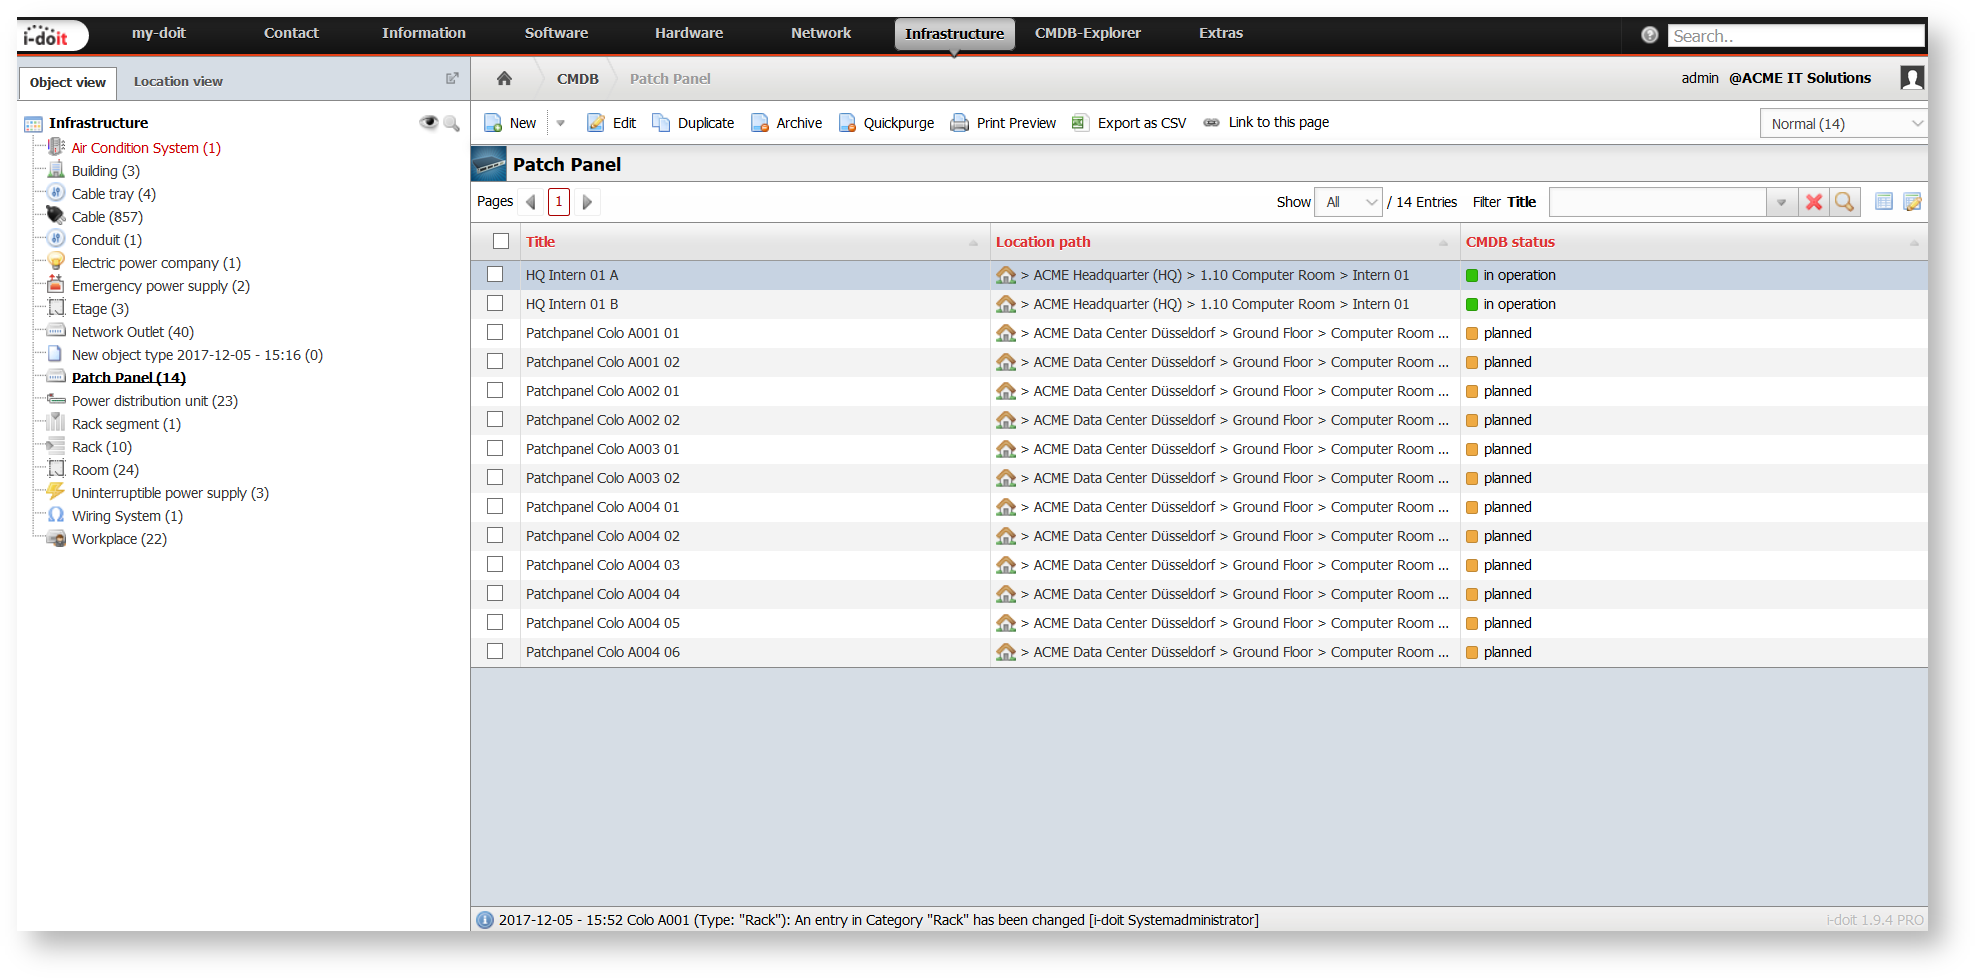 i-doit my-doit Contact Information Software Hardware Network Infrastructure CMDB-Explorer Extras Search..
Object view Location view
CMDB Patch Panel admin @ACME IT Solutions
Infrastructure
Air Condition System (1)
Building (3)
Cable tray (4)
Cable (857)
Conduit (1)
Electric power company (1)
Emergency power supply (2)
Etage (3)
Network Outlet (40)
New object type 2017-12-05 - 15:16 (0)
Patch Panel (14)
Power distribution unit (23)
Rack segment (1)
Rack (10)
Room (24)
Uninterruptible power supply (3)
Wiring System (1)
Workplace (22)
New Edit Duplicate Archive Quickpurge Print Preview Export as CSV Link to this page Normal (14)
Patch Panel
Pages 1 Show All / 14 Entries Filter Title
Title Location path CMDB status
HQ Intern 01 A > ACME Headquarter (HQ) > 1.10 Computer Room > Intern 01 in operation
HQ Intern 01 B > ACME Headquarter (HQ) > 1.10 Computer Room > Intern 01 in operation
Patchpanel Colo A001 01 > ACME Data Center Düsseldorf > Ground Floor > Computer Room ... planned
Patchpanel Colo A001 02 > ACME Data Center Düsseldorf > Ground Floor > Computer Room ... planned
Patchpanel Colo A002 01 > ACME Data Center Düsseldorf > Ground Floor > Computer Room ... planned
Patchpanel Colo A002 02 > ACME Data Center Düsseldorf > Ground Floor > Computer Room ... planned
Patchpanel Colo A003 01 > ACME Data Center Düsseldorf > Ground Floor > Computer Room ... planned
Patchpanel Colo A003 02 > ACME Data Center Düsseldorf > Ground Floor > Computer Room ... planned
Patchpanel Colo A004 01 > ACME Data Center Düsseldorf > Ground Floor > Computer Room ... planned
Patchpanel Colo A004 02 > ACME Data Center Düsseldorf > Ground Floor > Computer Room ... planned
Patchpanel Colo A004 03 > ACME Data Center Düsseldorf > Ground Floor > Computer Room ... planned
Patchpanel Colo A004 04 > ACME Data Center Düsseldorf > Ground Floor > Computer Room ... planned
Patchpanel Colo A004 05 > ACME Data Center Düsseldorf > Ground Floor > Computer Room ... planned
Patchpanel Colo A004 06 > ACME Data Center Düsseldorf > Ground Floor > Computer Room ... planned
2017-12-05 - 15:52 Colo A001 (Type: "Rack"): An entry in Category "Rack" has been changed [i-doit Systemadministrator] i-doit 1.9.4 PRO